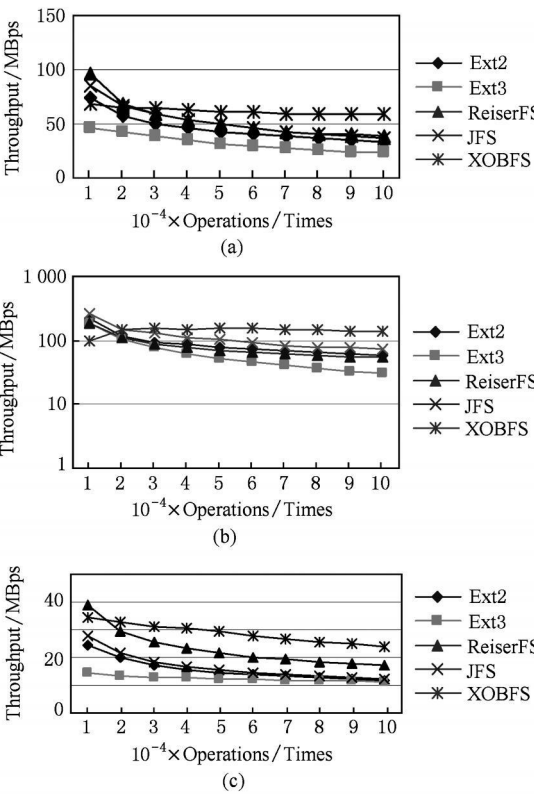 150
100
50
0
Throughput/MBps
1 2 3 4 5 6 7 8 9 10
10⁻⁴×Operations/Times
(a)
Ext2
Ext3
ReiserFS
JFS
XOBFS
1 000
100
10
1
Throughput/MBps
1 2 3 4 5 6 7 8 9 10
10⁻⁴×Operations/Times
(b)
Ext2
Ext3
ReiserFS
JFS
XOBFS
40
20
0
Throughput/MBps
1 2 3 4 5 6 7 8 9 10
10⁻⁴×Operations/Times
(c)
Ext2
Ext3
ReiserFS
JFS
XOBFS